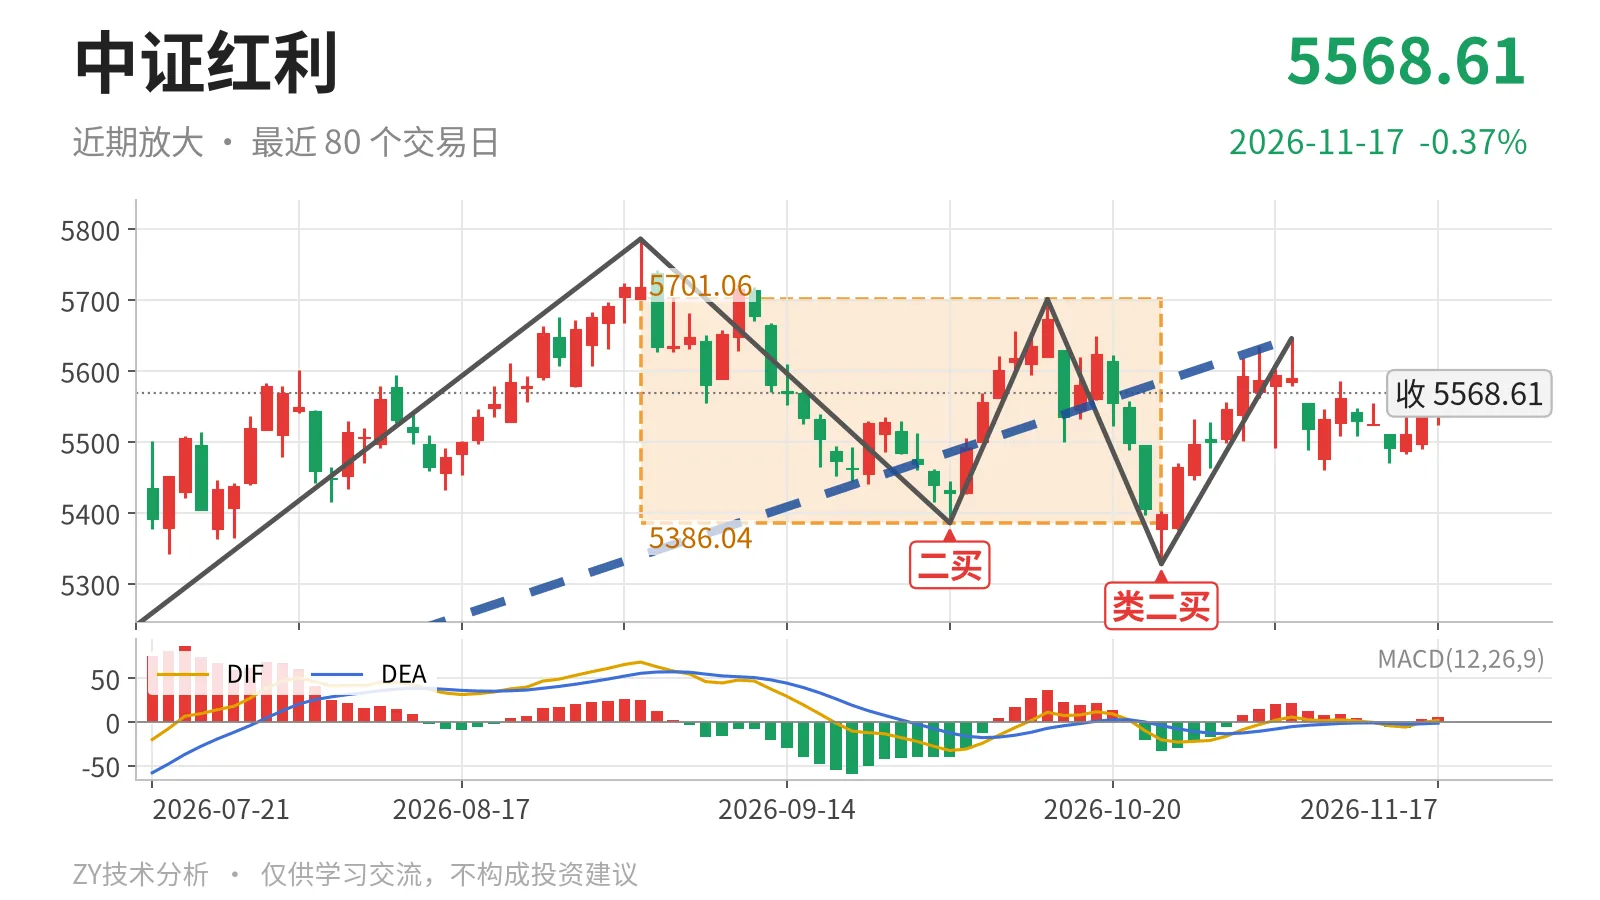 中证红利
5568.61
近期放大 • 最近 80 个交易日
2026-11-17 -0.37%
5800
5700
5600
5500
5400
5300
5701.06
5386.04
收 5568.61
二买
类二买
MACD(12,26,9)
DIF
DEA
50
0
-50
2026-07-21
2026-08-17
2026-09-14
2026-10-20
2026-11-17
ZY技术分析 • 仅供学习交流，不构成投资建议